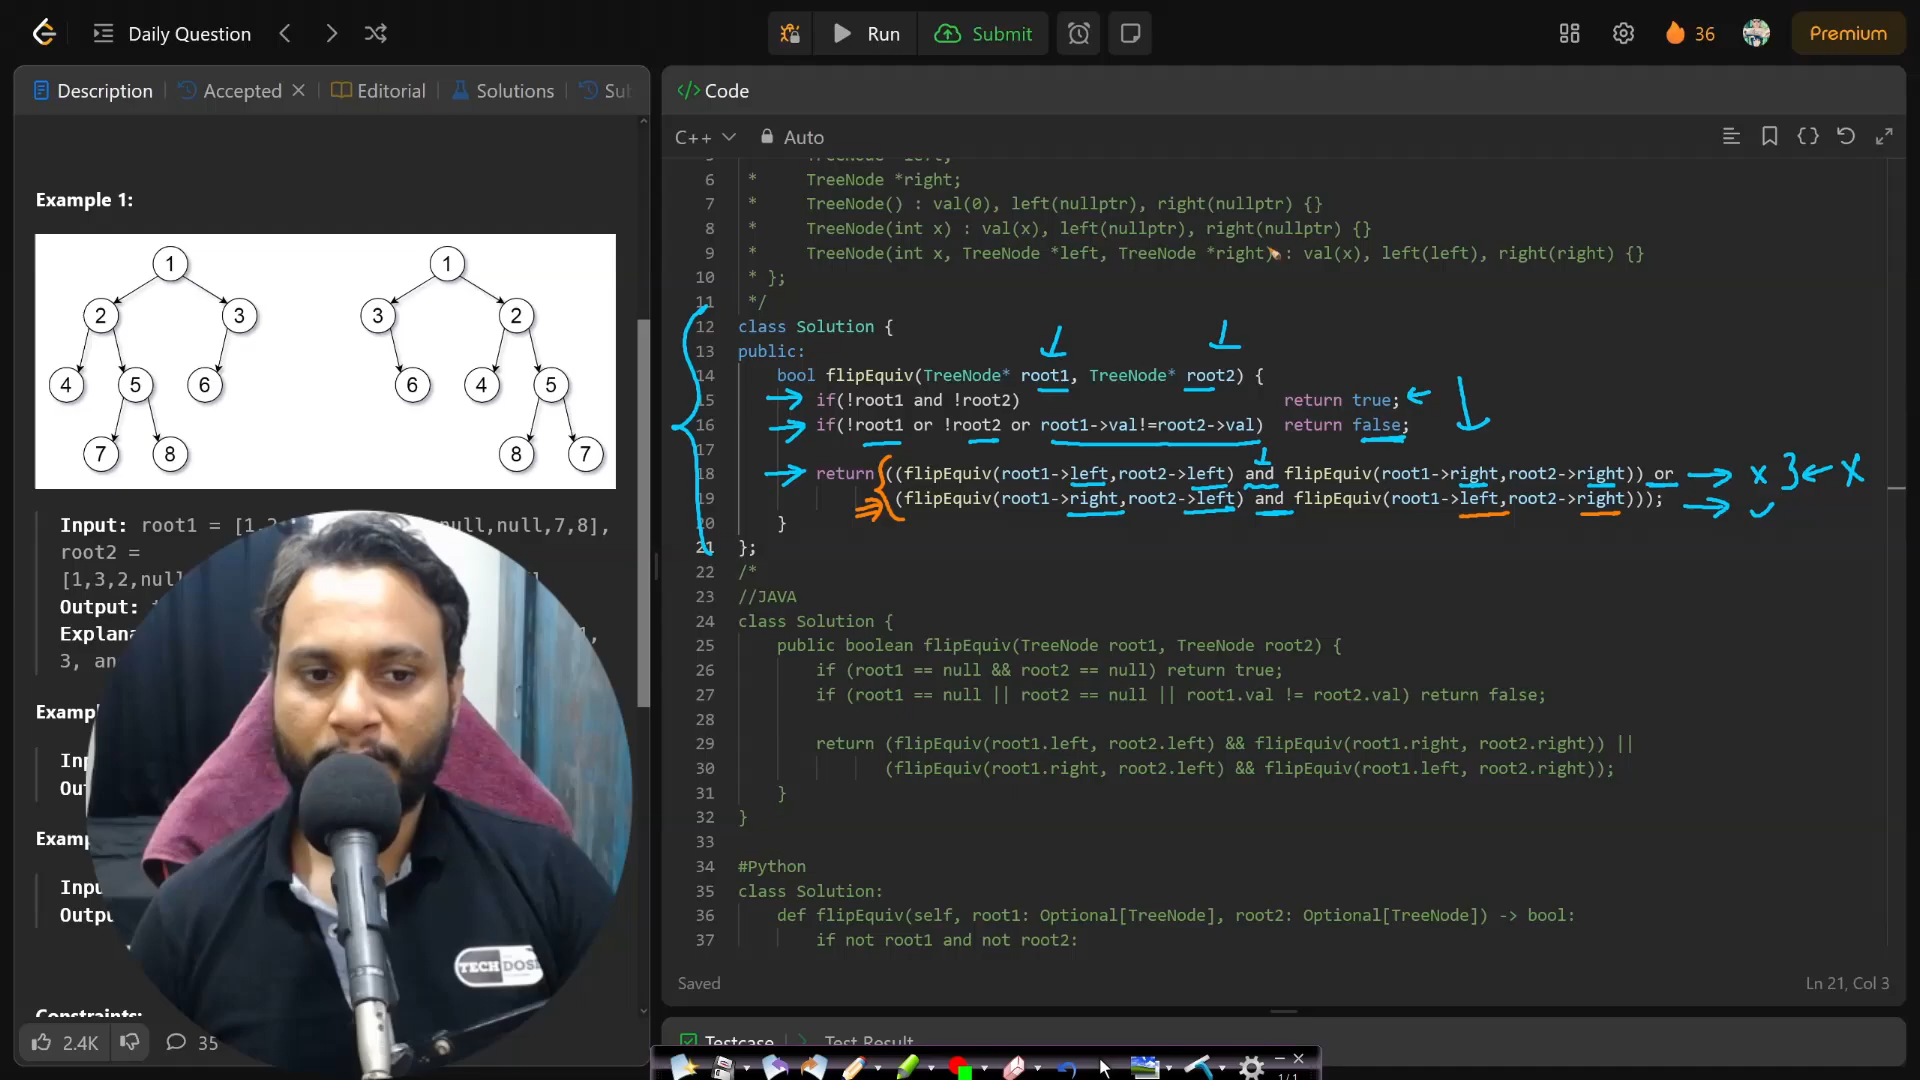 Daily Question
Run
Submit
36
Premium
Description
Accepted
Editorial
Solutions
Su
Code
C++
Auto
Example 1:
1
2
3
4
5
6
7
8
1
3
2
6
4
5
8
7
Input: root1 =
null,null,7,8],
root2 =
[1,3,2,null
Output:
Explana
3, an
Examp
Inp
Ou
Examp
Inpu
Outpu
Constraints:
2.4K
35
6 * TreeNode *right;
7 * TreeNode() : val(0), left(nullptr), right(nullptr) {}
8 * TreeNode(int x) : val(x), left(nullptr), right(nullptr) {}
9 * TreeNode(int x, TreeNode *left, TreeNode *right) : val(x), left(left), right(right) {}
10 * };
11 */
12 class Solution {
13 public:
14 bool flipEquiv(TreeNode* root1, TreeNode* root2) {
15 if(!root1 and !root2) return true;
16 if(!root1 or !root2 or root1->val!=root2->val) return false;
17
18 return ((flipEquiv(root1->left,root2->left) and flipEquiv(root1->right,root2->right)) or x x
19 (flipEquiv(root1->right,root2->left) and flipEquiv(root1->left,root2->right)));
20 }
21 };
22 /*
23 //JAVA
24 class Solution {
25 public boolean flipEquiv(TreeNode root1, TreeNode root2) {
26 if (root1 == null && root2 == null) return true;
27 if (root1 == null || root2 == null || root1.val != root2.val) return false;
28
29 return (flipEquiv(root1.left, root2.left) && flipEquiv(root1.right, root2.right)) ||
30 (flipEquiv(root1.right, root2.left) && flipEquiv(root1.left, root2.right));
31 }
32 }
33
34 #Python
35 class Solution:
36 def flipEquiv(self, root1: Optional[TreeNode], root2: Optional[TreeNode]) -> bool:
37 if not root1 and not root2:
Saved
Ln 21, Col 3
Testcase
Test Result
TECH DOSE